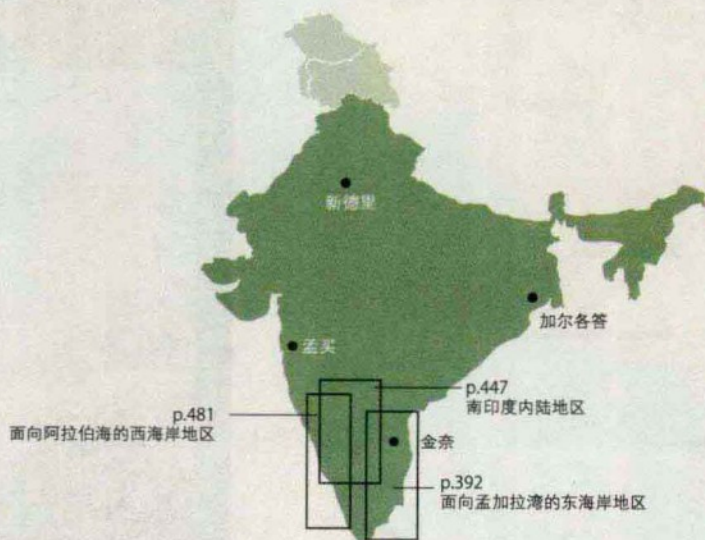 新德里
加尔各答
孟买
p.447
南印度内陆地区
p.481
面向阿拉伯海的西海岸地区
金奈
p.392
面向孟加拉湾的东海岸地区